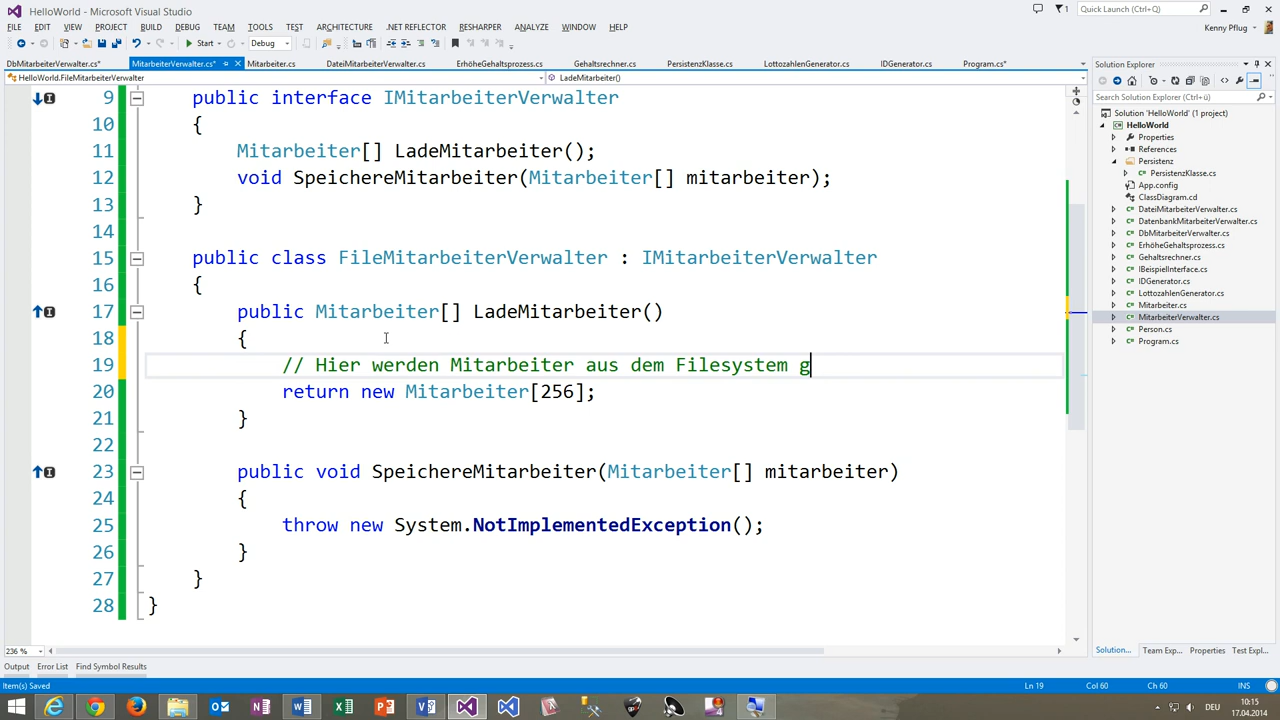 HelloWorld - Microsoft Visual Studio
Quick Launch (Ctrl+Q)
FILE EDIT VIEW PROJECT BUILD DEBUG TEAM TOOLS TEST ARCHITECTURE .NET REFLECTOR RESHARPER ANALYZE WINDOW HELP
Kenny Pflug
Start Debug
DbMitarbeiterVerwalter.cs* MitarbeiterVerwalter.cs* Mitarbeiter.cs DateiMitarbeiterVerwalter.cs ErhöheGehaltsprozess.cs Gehaltsrechner.cs PersistenzKlasse.cs LottozahlenGenerator.cs IDGenerator.cs Program.cs*
HelloWorld.FileMitarbeiterVerwalter LadeMitarbeiter()
9 public interface IMitarbeiterVerwalter
10 {
11 Mitarbeiter[] LadeMitarbeiter();
12 void SpeichereMitarbeiter(Mitarbeiter[] mitarbeiter);
13 }
14
15 public class FileMitarbeiterVerwalter : IMitarbeiterVerwalter
16 {
17 public Mitarbeiter[] LadeMitarbeiter()
18 {
19 // Hier werden Mitarbeiter aus dem Filesystem g
20 return new Mitarbeiter[256];
21 }
22
23 public void SpeichereMitarbeiter(Mitarbeiter[] mitarbeiter)
24 {
25 throw new System.NotImplementedException();
26 }
27 }
28 }
236 %
Solution Explorer
Search Solution Explorer (Ctrl+ü)
Solution 'HelloWorld' (1 project)
HelloWorld
Properties
References
Persistenz
PersistenzKlasse.cs
App.config
ClassDiagram.cd
DateiMitarbeiterVerwalter.cs
DatenbankMitarbeiterVerwalter.cs
DbMitarbeiterVerwalter.cs
ErhöheGehaltsprozess.cs
Gehaltsrechner.cs
IBeispielInterface.cs
IDGenerator.cs
LottozahlenGenerator.cs
Mitarbeiter.cs
MitarbeiterVerwalter.cs
Person.cs
Program.cs
Solution... Team Exp... Properties Test Expl...
Output Error List Find Symbol Results
Item(s) Saved Ln 19 Col 60 Ch 60 INS
DEU
10:15
17.04.2014